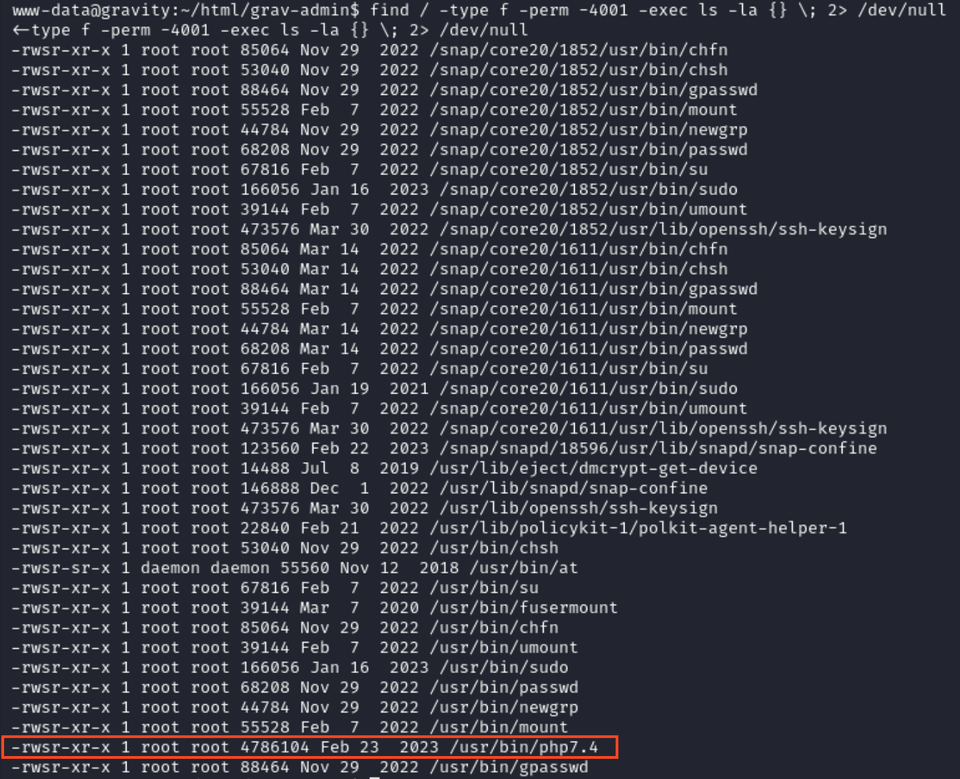 www-data@gravity:~/html/grav-admin$ find / -type f -perm -4001 -exec ls -la {} \; 2> /dev/null
←type f -perm -4001 -exec ls -la {} \; 2> /dev/null
-rwsr-xr-x 1 root root 85064 Nov 29  2022 /snap/core20/1852/usr/bin/chfn
-rwsr-xr-x 1 root root 53040 Nov 29  2022 /snap/core20/1852/usr/bin/chsh
-rwsr-xr-x 1 root root 88464 Nov 29  2022 /snap/core20/1852/usr/bin/gpasswd
-rwsr-xr-x 1 root root 55528 Feb  7  2022 /snap/core20/1852/usr/bin/mount
-rwsr-xr-x 1 root root 44784 Nov 29  2022 /snap/core20/1852/usr/bin/newgrp
-rwsr-xr-x 1 root root 68208 Nov 29  2022 /snap/core20/1852/usr/bin/passwd
-rwsr-xr-x 1 root root 67816 Feb  7  2022 /snap/core20/1852/usr/bin/su
-rwsr-xr-x 1 root root 166056 Jan 16  2023 /snap/core20/1852/usr/bin/sudo
-rwsr-xr-x 1 root root 39144 Feb  7  2022 /snap/core20/1852/usr/bin/umount
-rwsr-xr-x 1 root root 473576 Mar 30  2022 /snap/core20/1852/usr/lib/openssh/ssh-keysign
-rwsr-xr-x 1 root root 85064 Mar 14  2022 /snap/core20/1611/usr/bin/chfn
-rwsr-xr-x 1 root root 53040 Mar 14  2022 /snap/core20/1611/usr/bin/chsh
-rwsr-xr-x 1 root root 88464 Mar 14  2022 /snap/core20/1611/usr/bin/gpasswd
-rwsr-xr-x 1 root root 55528 Feb  7  2022 /snap/core20/1611/usr/bin/mount
-rwsr-xr-x 1 root root 44784 Mar 14  2022 /snap/core20/1611/usr/bin/newgrp
-rwsr-xr-x 1 root root 68208 Mar 14  2022 /snap/core20/1611/usr/bin/passwd
-rwsr-xr-x 1 root root 67816 Feb  7  2022 /snap/core20/1611/usr/bin/su
-rwsr-xr-x 1 root root 166056 Jan 19  2021 /snap/core20/1611/usr/bin/sudo
-rwsr-xr-x 1 root root 39144 Feb  7  2022 /snap/core20/1611/usr/bin/umount
-rwsr-xr-x 1 root root 473576 Mar 30  2022 /snap/core20/1611/usr/lib/openssh/ssh-keysign
-rwsr-xr-x 1 root root 123560 Feb 22  2023 /snap/snapd/18596/usr/lib/snapd/snap-confine
-rwsr-xr-x 1 root root 14488 Jul  8  2019 /usr/lib/eject/dmcrypt-get-device
-rwsr-xr-x 1 root root 146888 Dec  1  2022 /usr/lib/snapd/snap-confine
-rwsr-xr-x 1 root root 473576 Mar 30  2022 /usr/lib/openssh/ssh-keysign
-rwsr-xr-x 1 root root 22840 Feb 21  2022 /usr/lib/policykit-1/polkit-agent-helper-1
-rwsr-xr-x 1 root root 53040 Nov 29  2022 /usr/bin/chsh
-rwsr-sr-x 1 daemon daemon 55560 Nov 12  2018 /usr/bin/at
-rwsr-xr-x 1 root root 67816 Feb  7  2022 /usr/bin/su
-rwsr-xr-x 1 root root 39144 Mar  7  2020 /usr/bin/fusermount
-rwsr-xr-x 1 root root 85064 Nov 29  2022 /usr/bin/chfn
-rwsr-xr-x 1 root root 39144 Feb  7  2022 /usr/bin/umount
-rwsr-xr-x 1 root root 166056 Jan 16  2023 /usr/bin/sudo
-rwsr-xr-x 1 root root 68208 Nov 29  2022 /usr/bin/passwd
-rwsr-xr-x 1 root root 44784 Nov 29  2022 /usr/bin/newgrp
-rwsr-xr-x 1 root root 55528 Feb  7  2022 /usr/bin/mount
-rwsr-xr-x 1 root root 4786104 Feb 23  2023 /usr/bin/php7.4
-rwsr-xr-x 1 root root 88464 Nov 29  2022 /usr/bin/gpasswd